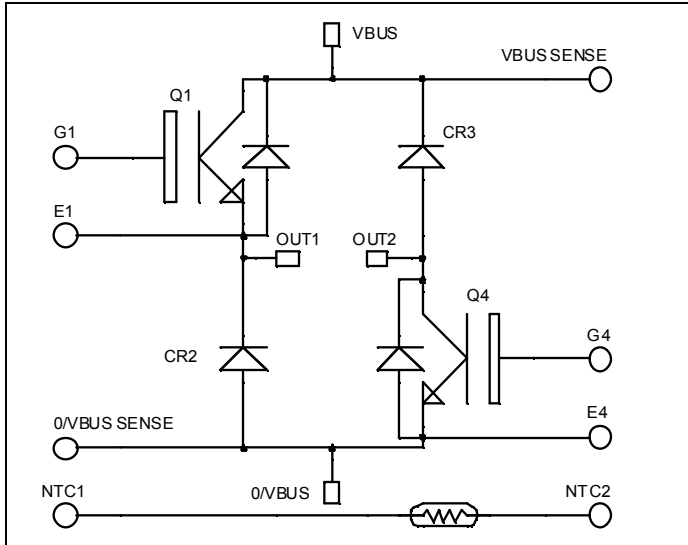 VBUS
VBUS SENSE
Q1
G1
CR3
E1
OUT1
OUT2
Q4
G4
CR2
0/VBUS SENSE
E4
NTC1
0/VBUS
NTC2